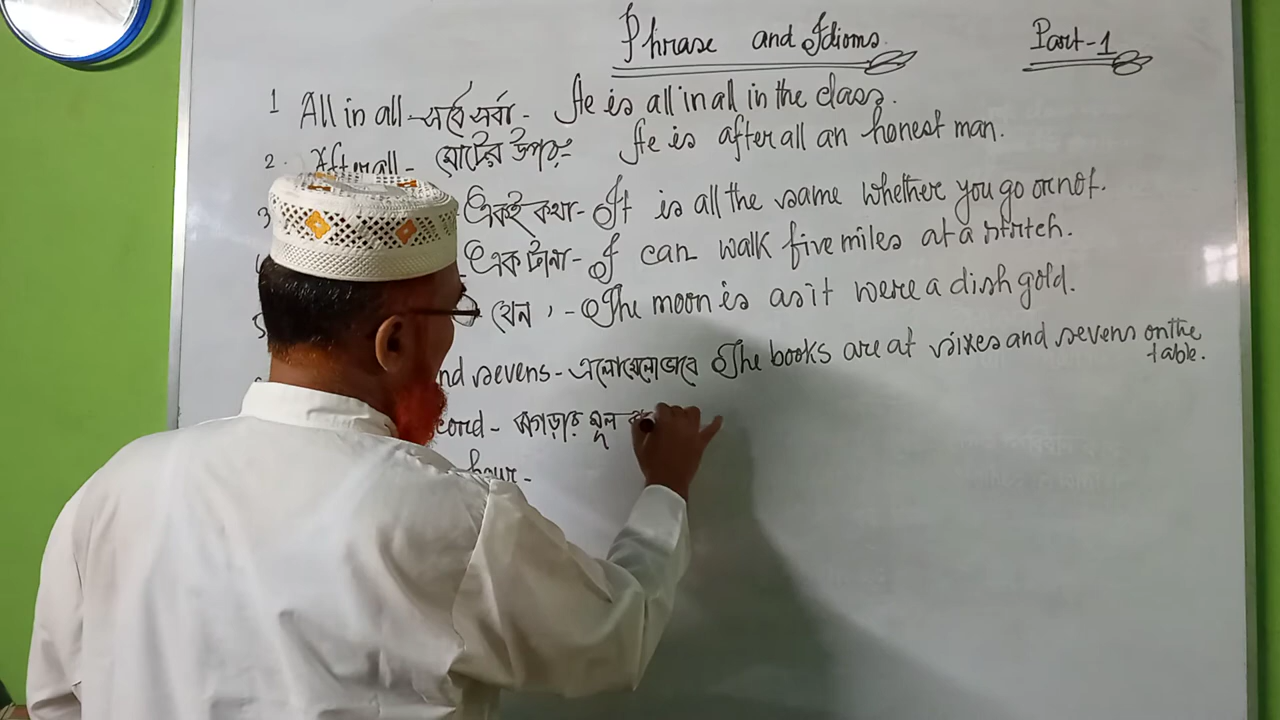 Phrase and Idioms. Part-1
1 All in all - সর্বে সর্বা - He is all in all in the class.
2. After all - মোটের উপর:- He is after all an honest man.
3 - একই কথা - It is all the same whether you go or not.
একটানা - I can walk five miles at a stretch.
5 যেন, - The moon is as it were a dish gold.
nd sevens - এলোমেলোভাবে The books are at sixes and sevens on the
table.
cord - ঝগড়ার মূল
hour -